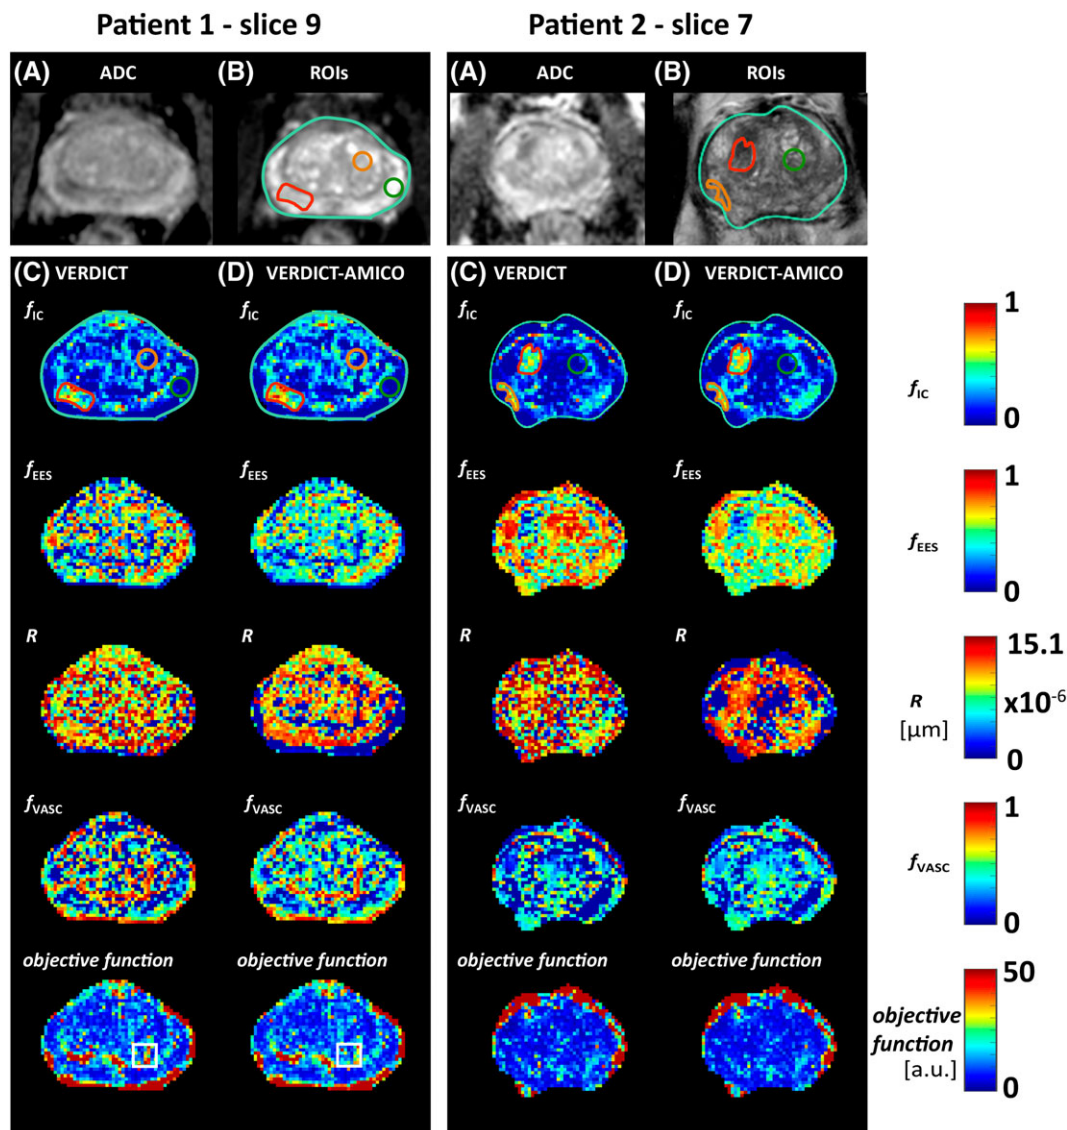 Patient 1 - slice 9
Patient 2 - slice 7
(A) ADC (B) ROIs
(A) ADC (B) ROIs
(C) VERDICT (D) VERDICT-AMICO
(C) VERDICT (D) VERDICT-AMICO
fIC fIC fIC fIC
1
fIC
0
fEES fEES fEES fEES
1
fEES
0
R R R R
15.1
x10-6
R
[μm]
0
fVASC fVASC fVASC fVASC
1
fVASC
0
objective function objective function objective function objective function
50
objective
function
[a.u.]
0